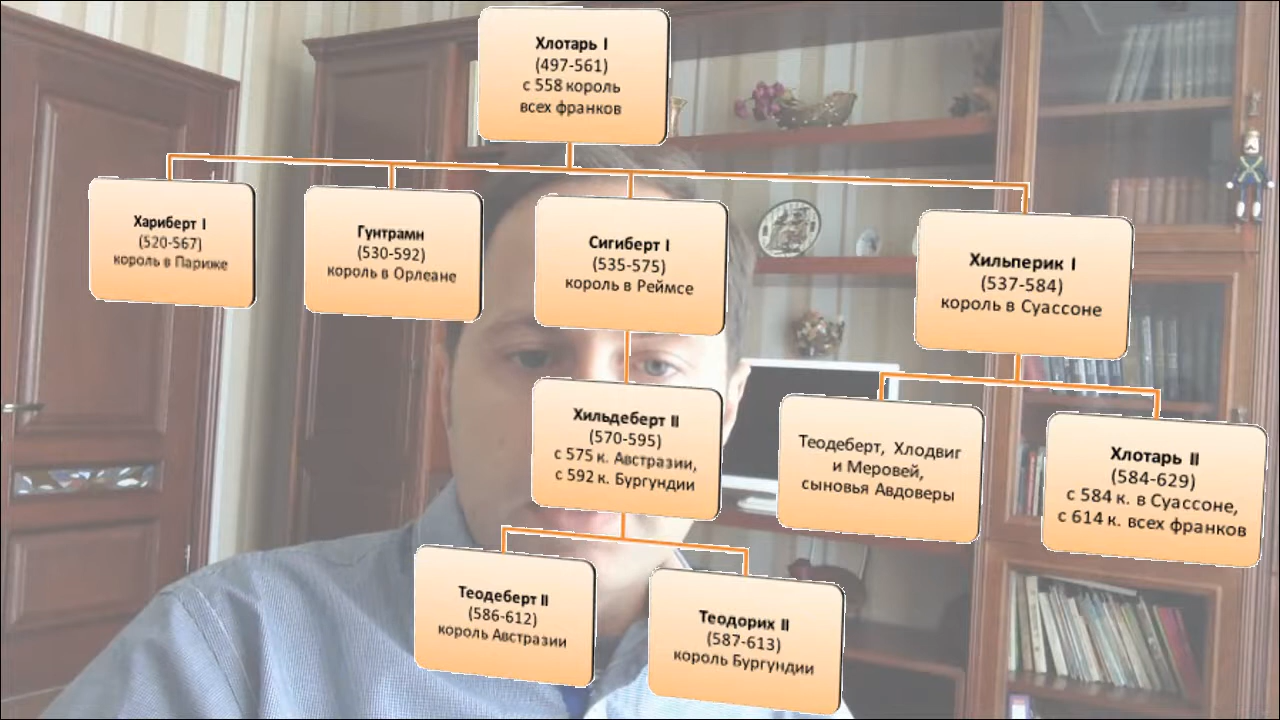 Хлотарь I
(497-561)
с 558 король
всех франков
Хариберт I
(520-567)
король в Париже
Гунтрамн
(530-592)
король в Орлеане
Сигиберт I
(535-575)
король в Реймсе
Хильперик I
(537-584)
король в Суассоне
Хильдеберт II
(570-595)
с 575 к. Австразии,
с 592 к. Бургундии
Теодеберт, Хлодвиг
и Меровей,
сыновья Авдоверы
Хлотарь II
(584-629)
с 584 к. в Суассоне,
с 614 к. всех франков
Теодеберт II
(586-612)
король Австразии
Теодорих II
(587-613)
король Бургундии